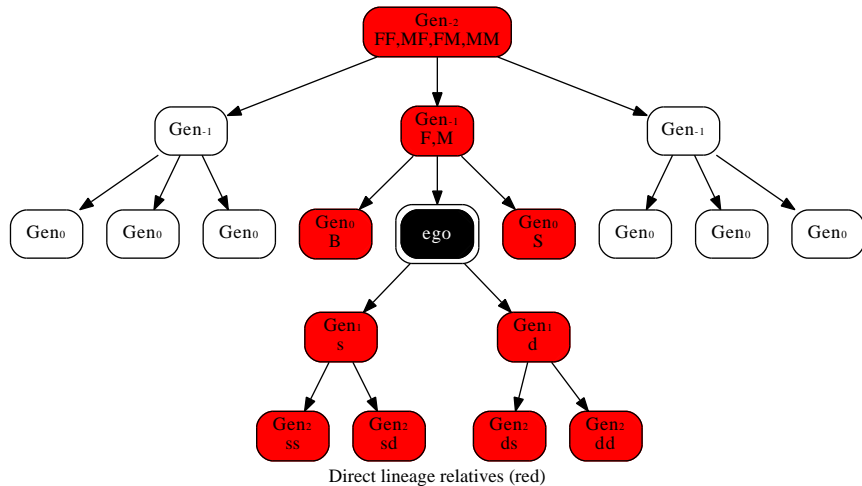 Gen-2
FF,MF,FM,MM
Gen-1
Gen-1
F,M
Gen-1
Gen0
Gen0
Gen0
Gen0
B
ego
Gen0
S
Gen0
Gen0
Gen0
Gen1
s
Gen1
d
Gen2
ss
Gen2
sd
Gen2
ds
Gen2
dd
Direct lineage relatives (red)